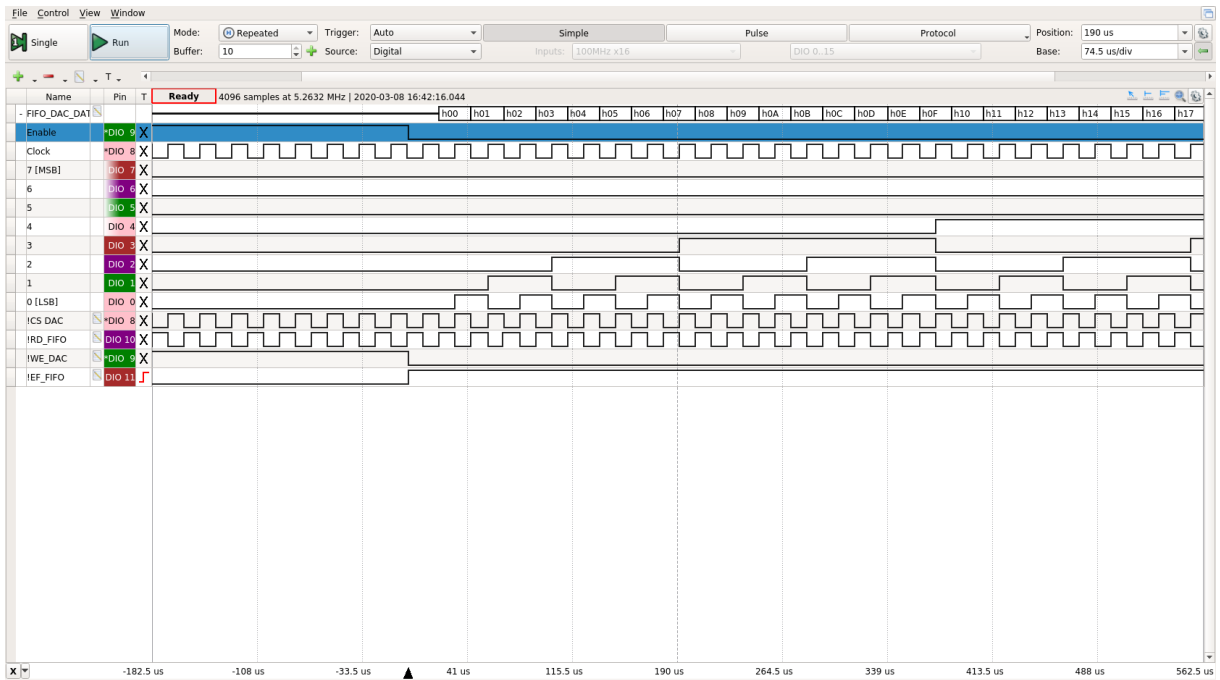 File Control View Window
Single Run Mode: Repeated Trigger: Auto Simple Pulse Protocol Position: 190 us
Buffer: 10 Source: Digital Inputs: 100MHz x16 DIO 0..15 Base: 74.5 us/div
T
Name Pin T Ready 4096 samples at 5.2632 MHz | 2020-03-08 16:42:16.044
- FIFO_DAC_DAT h00 h01 h02 h03 h04 h05 h06 h07 h08 h09 h0A h0B h0C h0D h0E h0F h10 h11 h12 h13 h14 h15 h16 h17
Enable *DIO 9 X
Clock *DIO 8 X
7 [MSB] DIO 7 X
6 DIO 6 X
5 DIO 5 X
4 DIO 4 X
3 DIO 3 X
2 DIO 2 X
1 DIO 1 X
0 [LSB] DIO 0 X
!CS DAC *DIO 8 X
!RD_FIFO DIO 10 X
!WE_DAC *DIO 9 X
!EF_FIFO DIO 11
X -182.5 us -108 us -33.5 us 41 us 115.5 us 190 us 264.5 us 339 us 413.5 us 488 us 562.5 us